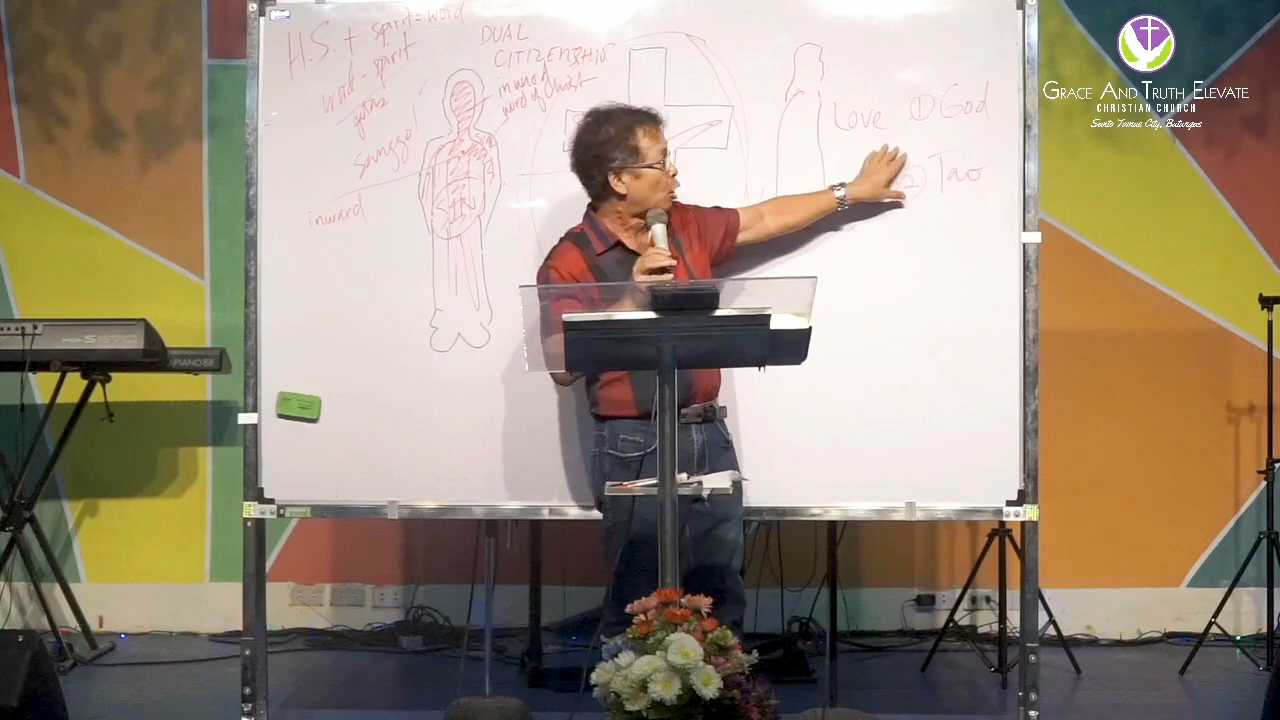 H.S. + spirit = word
word - spirit
sanggol
inward
DUAL
CITIZENSHIP
inward
word of Christ
SIN
Love ① God
② Tao
GRACE AND TRUTH ELEVATE
CHRISTIAN CHURCH
Santo Tomas City, Batangas